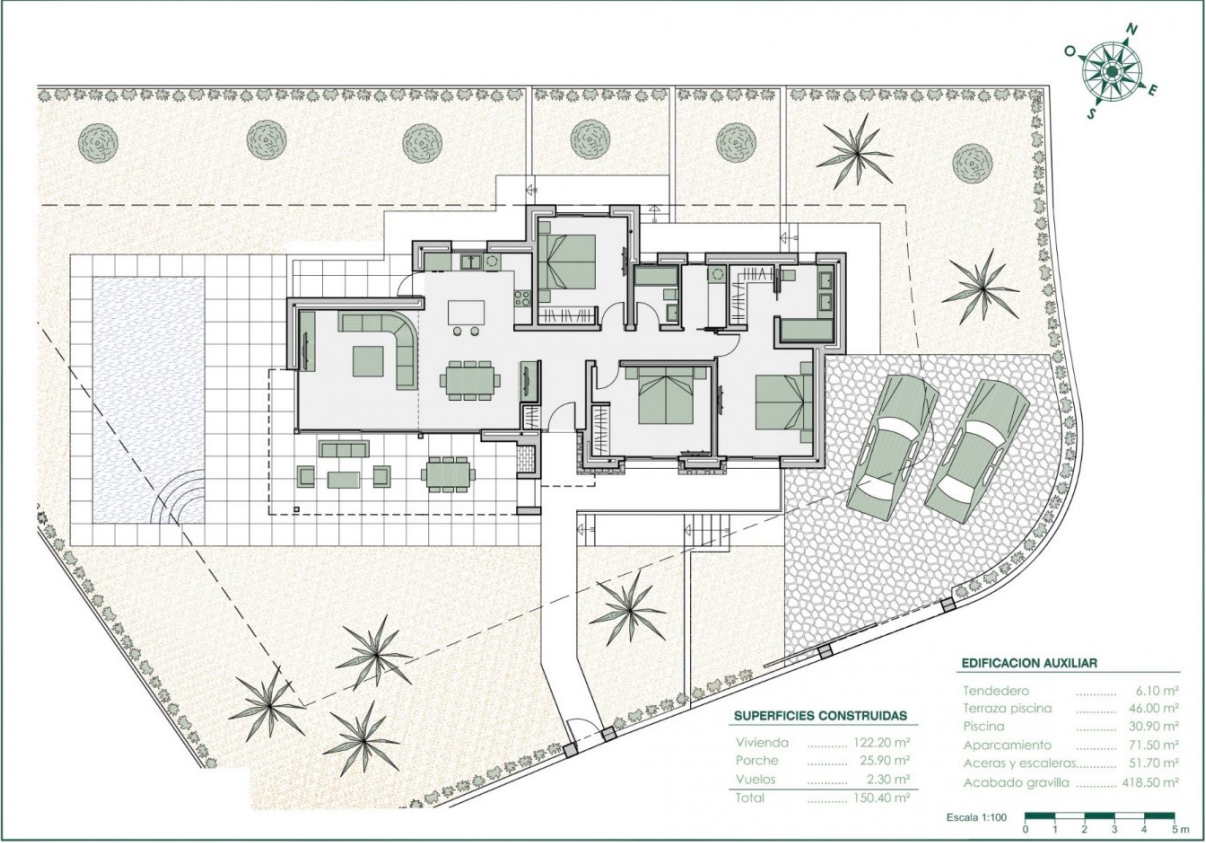 N
O
E
S
EDIFICACION AUXILIAR
Tendedero ............ 6.10 m²
Terraza piscina ............ 46.00 m²
Piscina ............ 30.90 m²
Aparcamiento ............ 71.50 m²
Aceras y escaleras............ 51.70 m²
Acabado gravilla ............ 418.50 m²
SUPERFICIES CONSTRUIDAS
Vivienda ............ 122.20 m²
Porche ............ 25.90 m²
Vuelos ............ 2.30 m²
Total ............ 150.40 m²
Escala 1:100
0 1 2 3 4 5 m